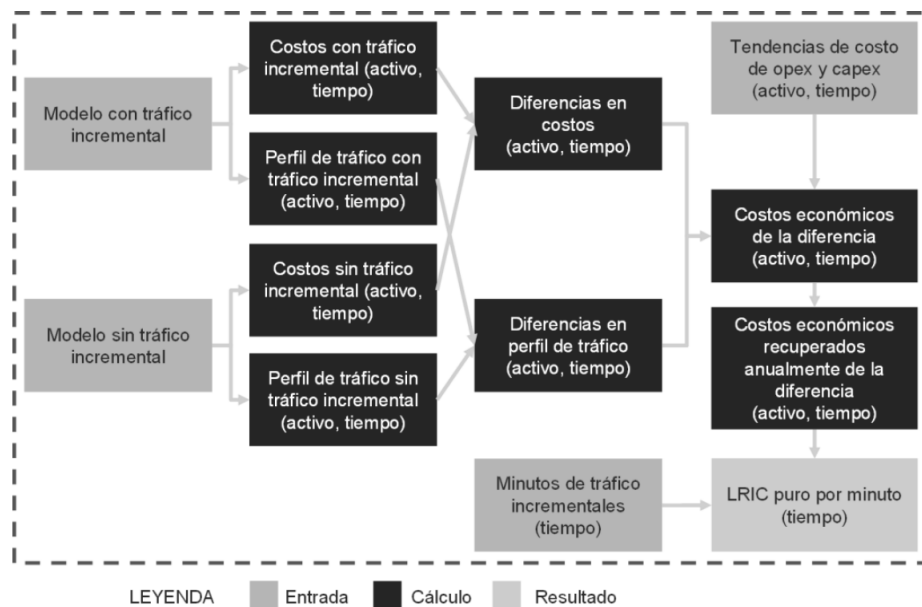 Modelo con tráfico
incremental
Costos con tráfico
incremental (activo,
tiempo)
Perfil de tráfico con
tráfico incremental
(activo, tiempo)
Modelo sin tráfico
incremental
Costos sin tráfico
incremental (activo,
tiempo)
Perfil de tráfico sin
tráfico incremental
(activo, tiempo)
Diferencias en
costos
(activo, tiempo)
Diferencias en
perfil de tráfico
(activo, tiempo)
Tendencias de costo
de opex y capex
(activo, tiempo)
Costos económicos
de la diferencia
(activo, tiempo)
Costos económicos
recuperados
anualmente de la
diferencia
(activo, tiempo)
Minutos de tráfico
incrementales
(tiempo)
LRIC puro por minuto
(tiempo)
LEYENDA Entrada Cálculo Resultado